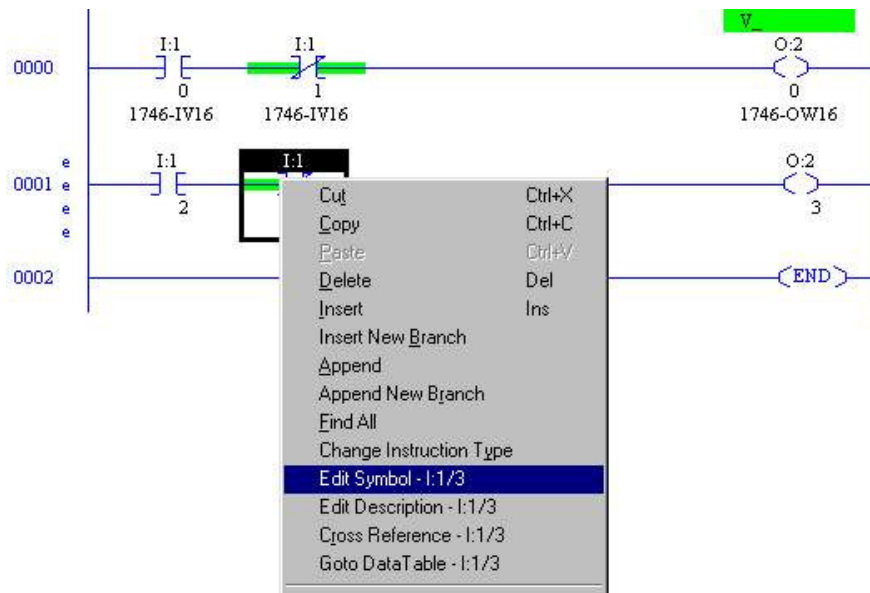 V_
I:1 I:1 O:2
0000
0 1 0
1746-IV16 1746-IV16 1746-OW16
e I:1 I:1 O:2
0001 e
e 2 3
e
Cut Ctrl+X
Copy Ctrl+C
Paste Ctrl+V
0002 Delete Del END
Insert Ins
Insert New Branch
Append
Append New Branch
Find All
Change Instruction Type
Edit Symbol - I:1/3
Edit Description - I:1/3
Cross Reference - I:1/3
Goto DataTable - I:1/3